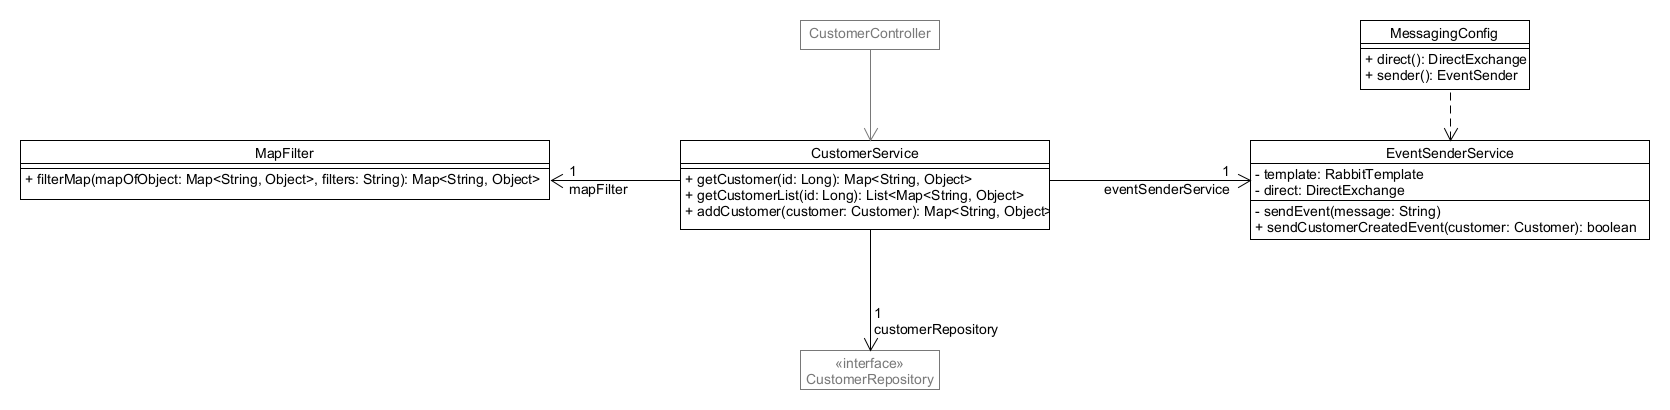 CustomerController
MessagingConfig
+ direct(): DirectExchange
+ sender(): EventSender
MapFilter
+ filterMap(mapOfObject: Map<String, Object>, filters: String): Map<String, Object>
1
mapFilter
CustomerService
+ getCustomer(id: Long): Map<String, Object>
+ getCustomerList(id: Long): List<Map<String, Object>
+ addCustomer(customer: Customer): Map<String, Object>
1
eventSenderService
EventSenderService
- template: RabbitTemplate
- direct: DirectExchange
- sendEvent(message: String)
+ sendCustomerCreatedEvent(customer: Customer): boolean
1
customerRepository
«interface»
CustomerRepository